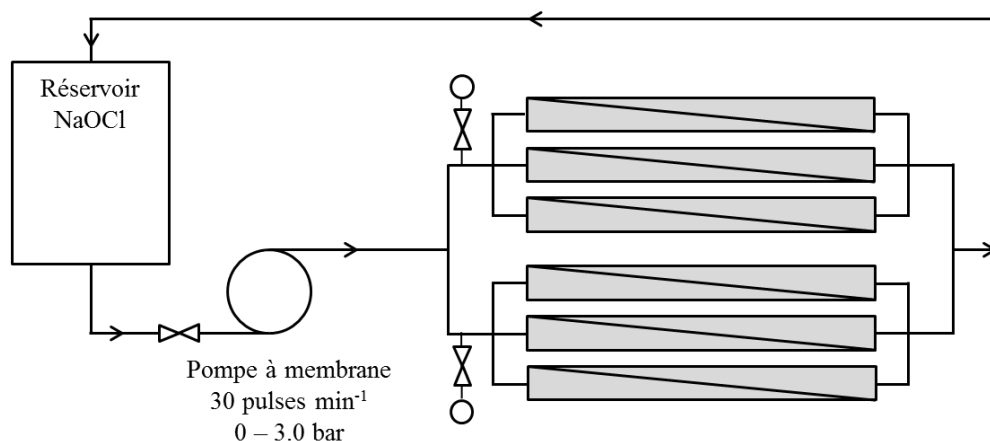 Réservoir
NaOCl
Pompe à membrane
30 pulses min⁻¹
0 – 3.0 bar